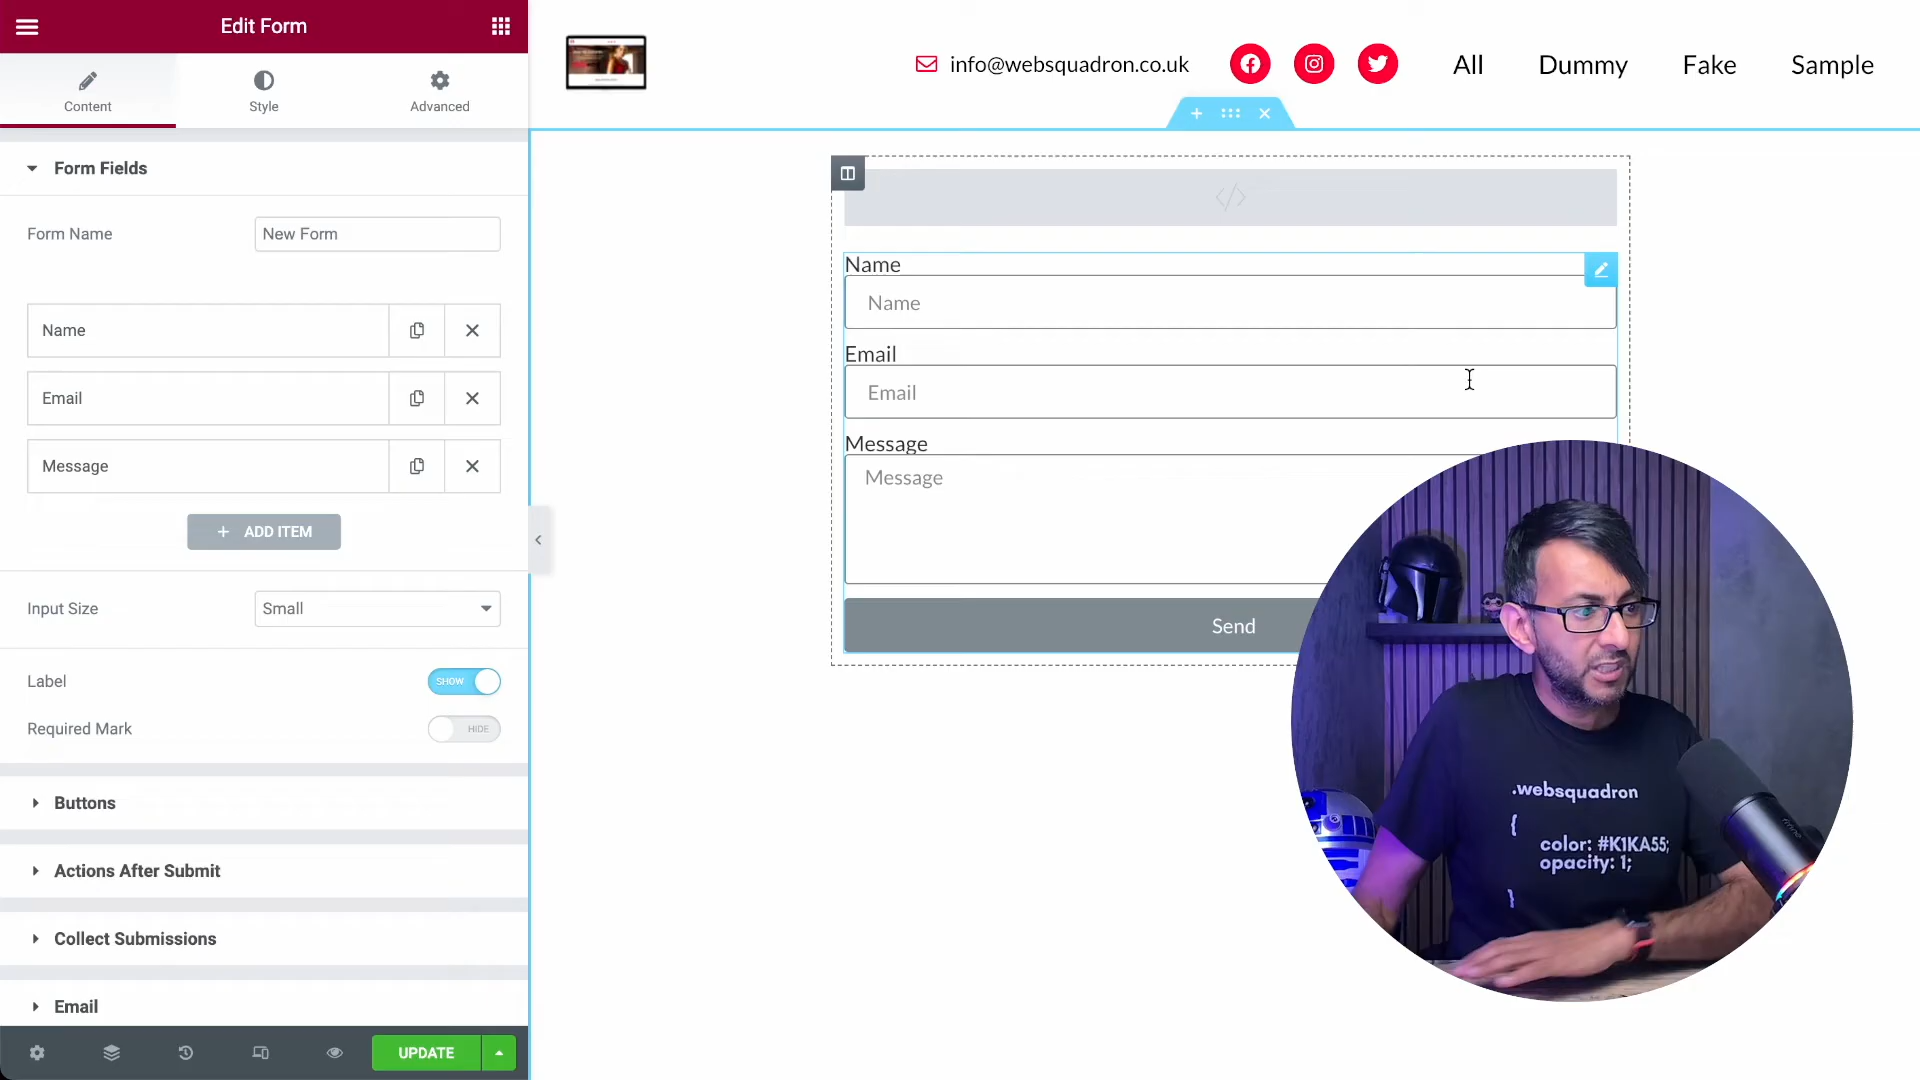 Edit Form
Content
Style
Advanced
Form Fields
Form Name
New Form
Name
Email
Message
+ ADD ITEM
Input Size
Small
Label
SHOW
Required Mark
HIDE
Buttons
Actions After Submit
Collect Submissions
Email
UPDATE
info@websquadron.co.uk
All
Dummy
Fake
Sample
Name
Name
Email
Email
Message
Message
Send
.websquadron
{
color: #K1KA55;
opacity: 1;
}